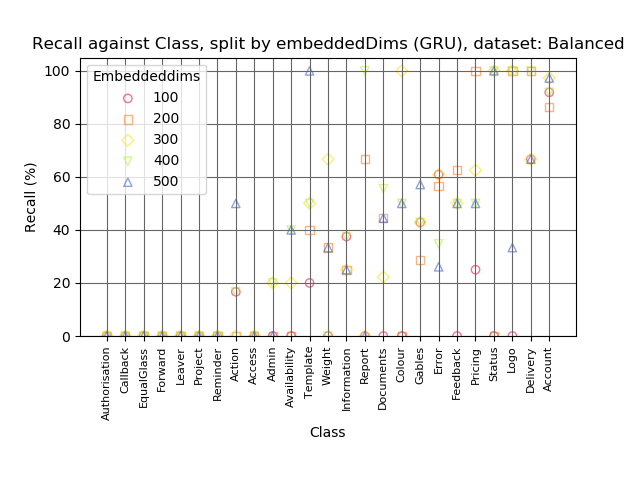 Recall against Class, split by embeddedDims (GRU), dataset: Balanced
Embeddeddims
100
200
300
400
500
100
80
60
40
20
0
Recall (%)
Authorisation
Callback
EqualGlass
Forward
Leaver
Project
Reminder
Action
Access
Admin
Availability
Template
Weight
Information
Report
Documents
Colour
Gables
Error
Feedback
Pricing
Status
Logo
Delivery
Account
Class